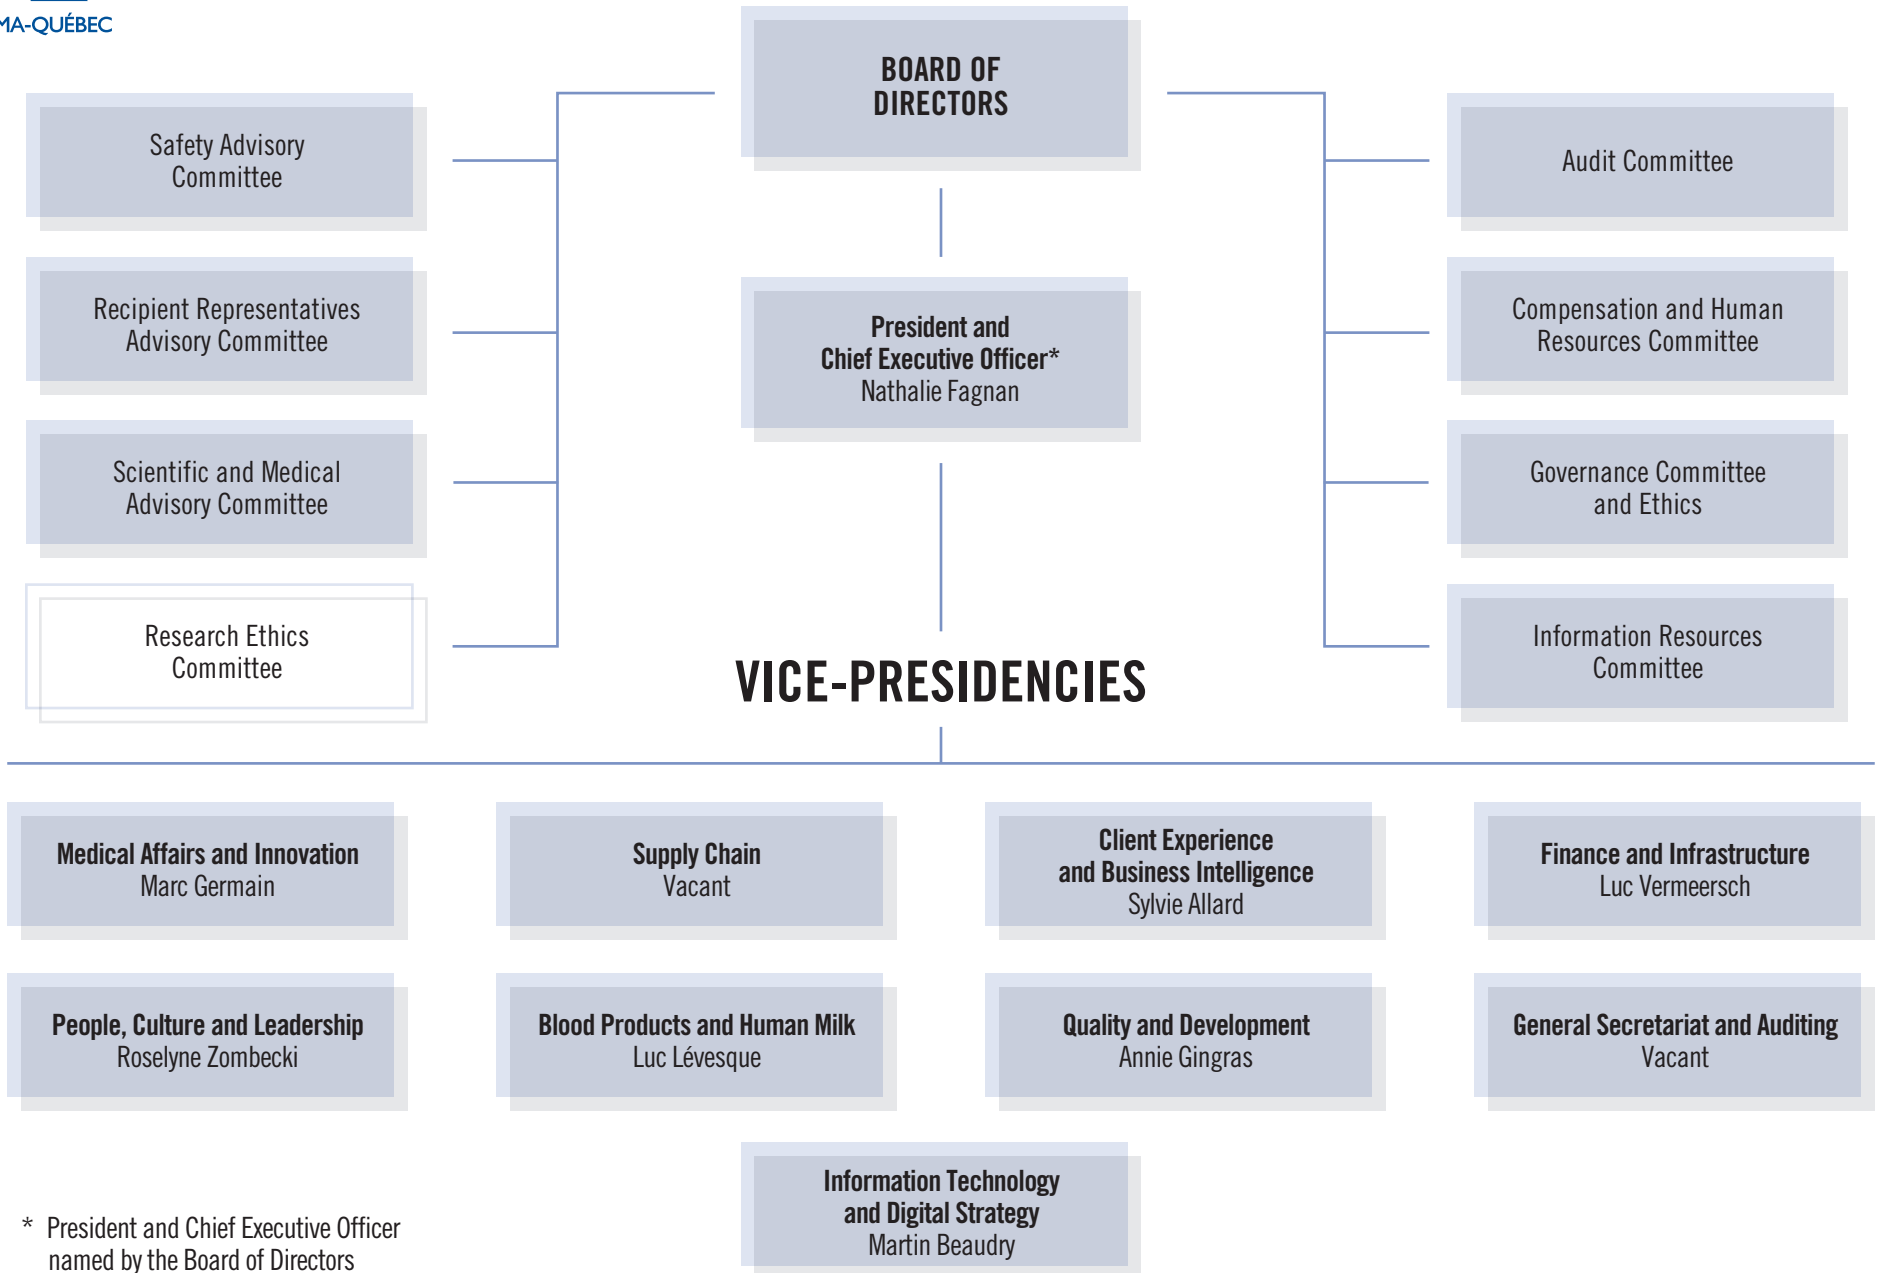 MA-QUÉBEC
BOARD OF
DIRECTORS
Safety Advisory
Committee
Recipient Representatives
Advisory Committee
Scientific and Medical
Advisory Committee
Research Ethics
Committee
President and
Chief Executive Officer*
Nathalie Fagnan
Audit Committee
Compensation and Human
Resources Committee
Governance Committee
and Ethics
Information Resources
Committee
VICE-PRESIDENCIES
Medical Affairs and Innovation
Marc Germain
Supply Chain
Vacant
Client Experience
and Business Intelligence
Sylvie Allard
Finance and Infrastructure
Luc Vermeersch
People, Culture and Leadership
Roselyne Zombecki
Blood Products and Human Milk
Luc Lévesque
Quality and Development
Annie Gingras
General Secretariat and Auditing
Vacant
Information Technology
and Digital Strategy
Martin Beaudry
* President and Chief Executive Officer
named by the Board of Directors